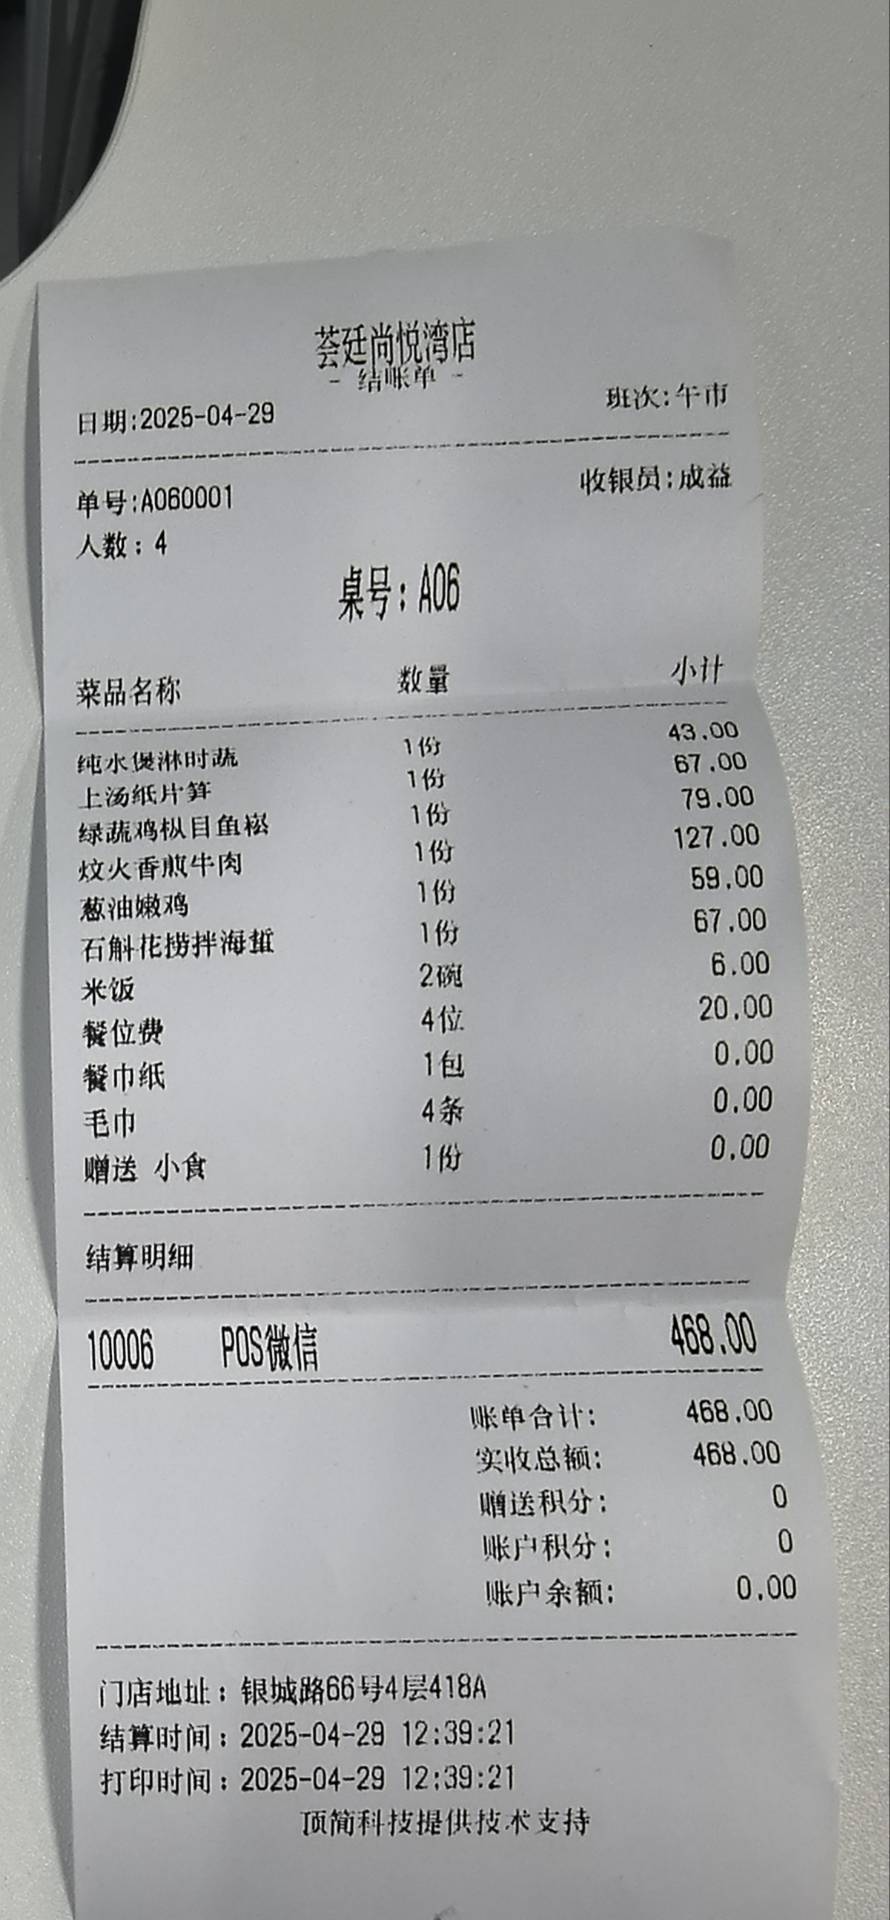 荟廷尚悦湾店
- 结账单 -
日期:2025-04-29 班次:午市
单号:A060001 收银员:成益
人数: 4
桌号: A06
菜品名称 数量 小计
纯水煲淋时蔬 1份 43.00
上汤纸片笋 1份 67.00
绿蔬鸡枞目鱼崧 1份 79.00
炆火香煎牛肉 1份 127.00
葱油嫩鸡 1份 59.00
石斛花捞拌海蜇 1份 67.00
米饭 2碗 6.00
餐位费 4位 20.00
餐巾纸 1包 0.00
毛巾 4条 0.00
赠送 小食 1份 0.00
结算明细
10006 POS微信 468.00
账单合计: 468.00
实收总额: 468.00
赠送积分: 0
账户积分: 0
账户余额: 0.00
门店地址: 银城路66号4层418A
结算时间: 2025-04-29 12:39:21
打印时间: 2025-04-29 12:39:21
顶简科技提供技术支持